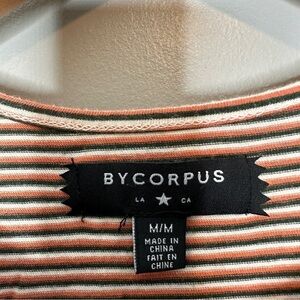 BYCORPUS
LA ★ CA
M/M
MADE IN
CHINA
FAIT EN
CHINE